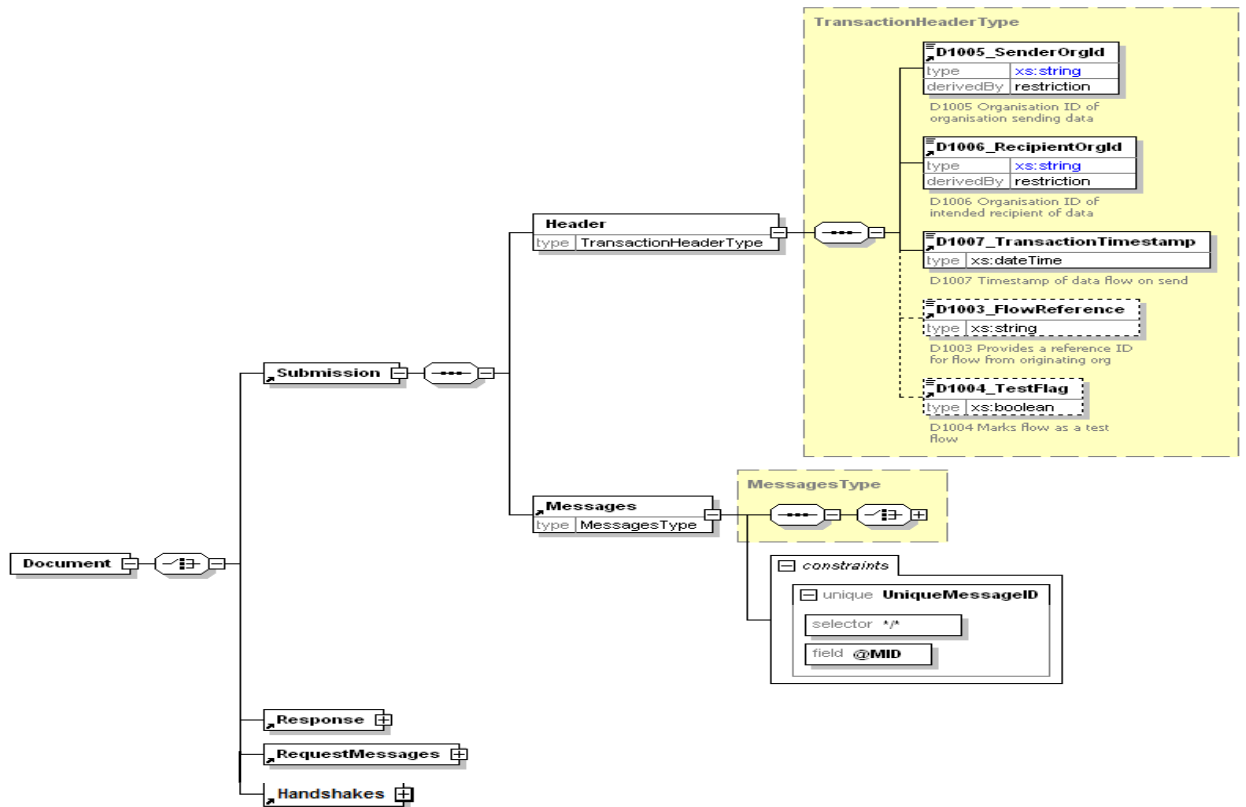 TransactionHeaderType
D1005_SenderOrgId
type xs:string
derivedBy restriction
D1005 Organisation ID of
organisation sending data
D1006_RecipientOrgId
type xs:string
derivedBy restriction
D1006 Organisation ID of
intended recipient of data
Header
type TransactionHeaderType
D1007_TransactionTimestamp
type xs:dateTime
D1007 Timestamp of data flow on send
D1003_FlowReference
type xs:string
D1003 Provides a reference ID
for flow from originating org
Submission
D1004_TestFlag
type xs:boolean
D1004 Marks flow as a test
flow
MessagesType
Messages
type MessagesType
Document
constraints
unique UniqueMessageID
selector */*
field @MID
Response
RequestMessages
Handshakes